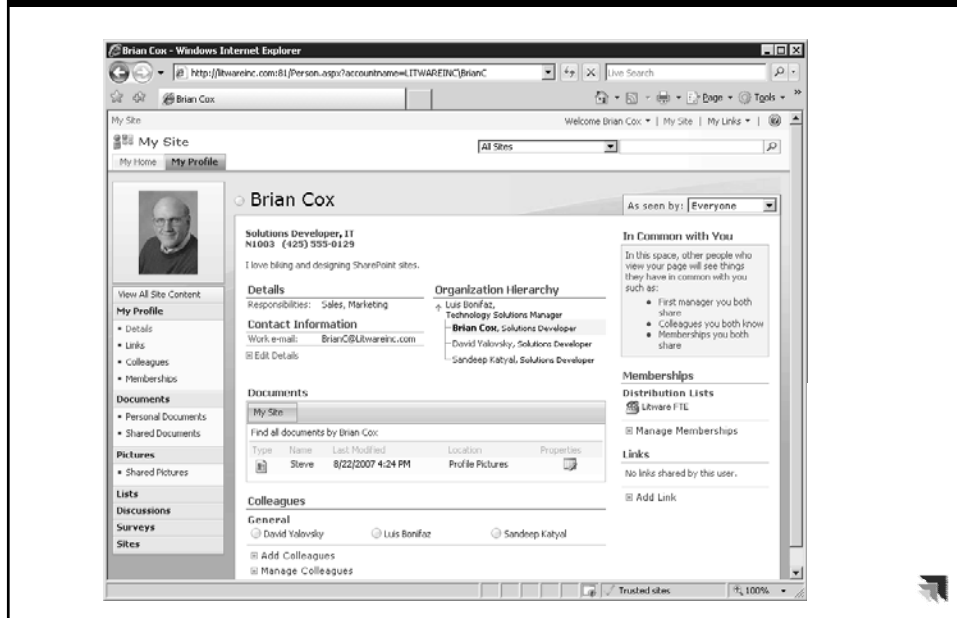 Brian Cox - Windows Internet Explorer
http://litwareinc.com:81/Person.aspx?accountname=LITWAREINC\BrianC
Live Search
Brian Cox
Page
Tools
My Site
Welcome Brian Cox
My Site
My Links
My Site
All Sites
My Home
My Profile
Brian Cox
As seen by: Everyone
Solutions Developer, IT
N1003 (425) 555-0129
I love biking and designing SharePoint sites.
Details
Responsibilities: Sales, Marketing
Contact Information
Work e-mail: BrianC@Litwareinc.com
Edit Details
Organization Hierarchy
Luis Bonifaz,
Technology Solutions Manager
Brian Cox, Solutions Developer
David Yalovsky, Solutions Developer
Sandeep Katyal, Solutions Developer
In Common with You
In this space, other people who
view your page will see things
they have in common with you
such as:
• First manager you both
share
• Colleagues you both know
• Memberships you both
share
View All Site Content
My Profile
▪ Details
▪ Links
▪ Colleagues
▪ Memberships
Documents
▪ Personal Documents
▪ Shared Documents
Pictures
▪ Shared Pictures
Lists
Discussions
Surveys
Sites
Documents
My Site
Find all documents by Brian Cox
Type Name Last Modified Location Properties
Steve 8/22/2007 4:24 PM Profile Pictures
Colleagues
General
David Yalovsky Luis Bonifaz Sandeep Katyal
Add Colleagues
Manage Colleagues
Memberships
Distribution Lists
Litware FTE
Manage Memberships
Links
No links shared by this user.
Add Link
Trusted sites
100%